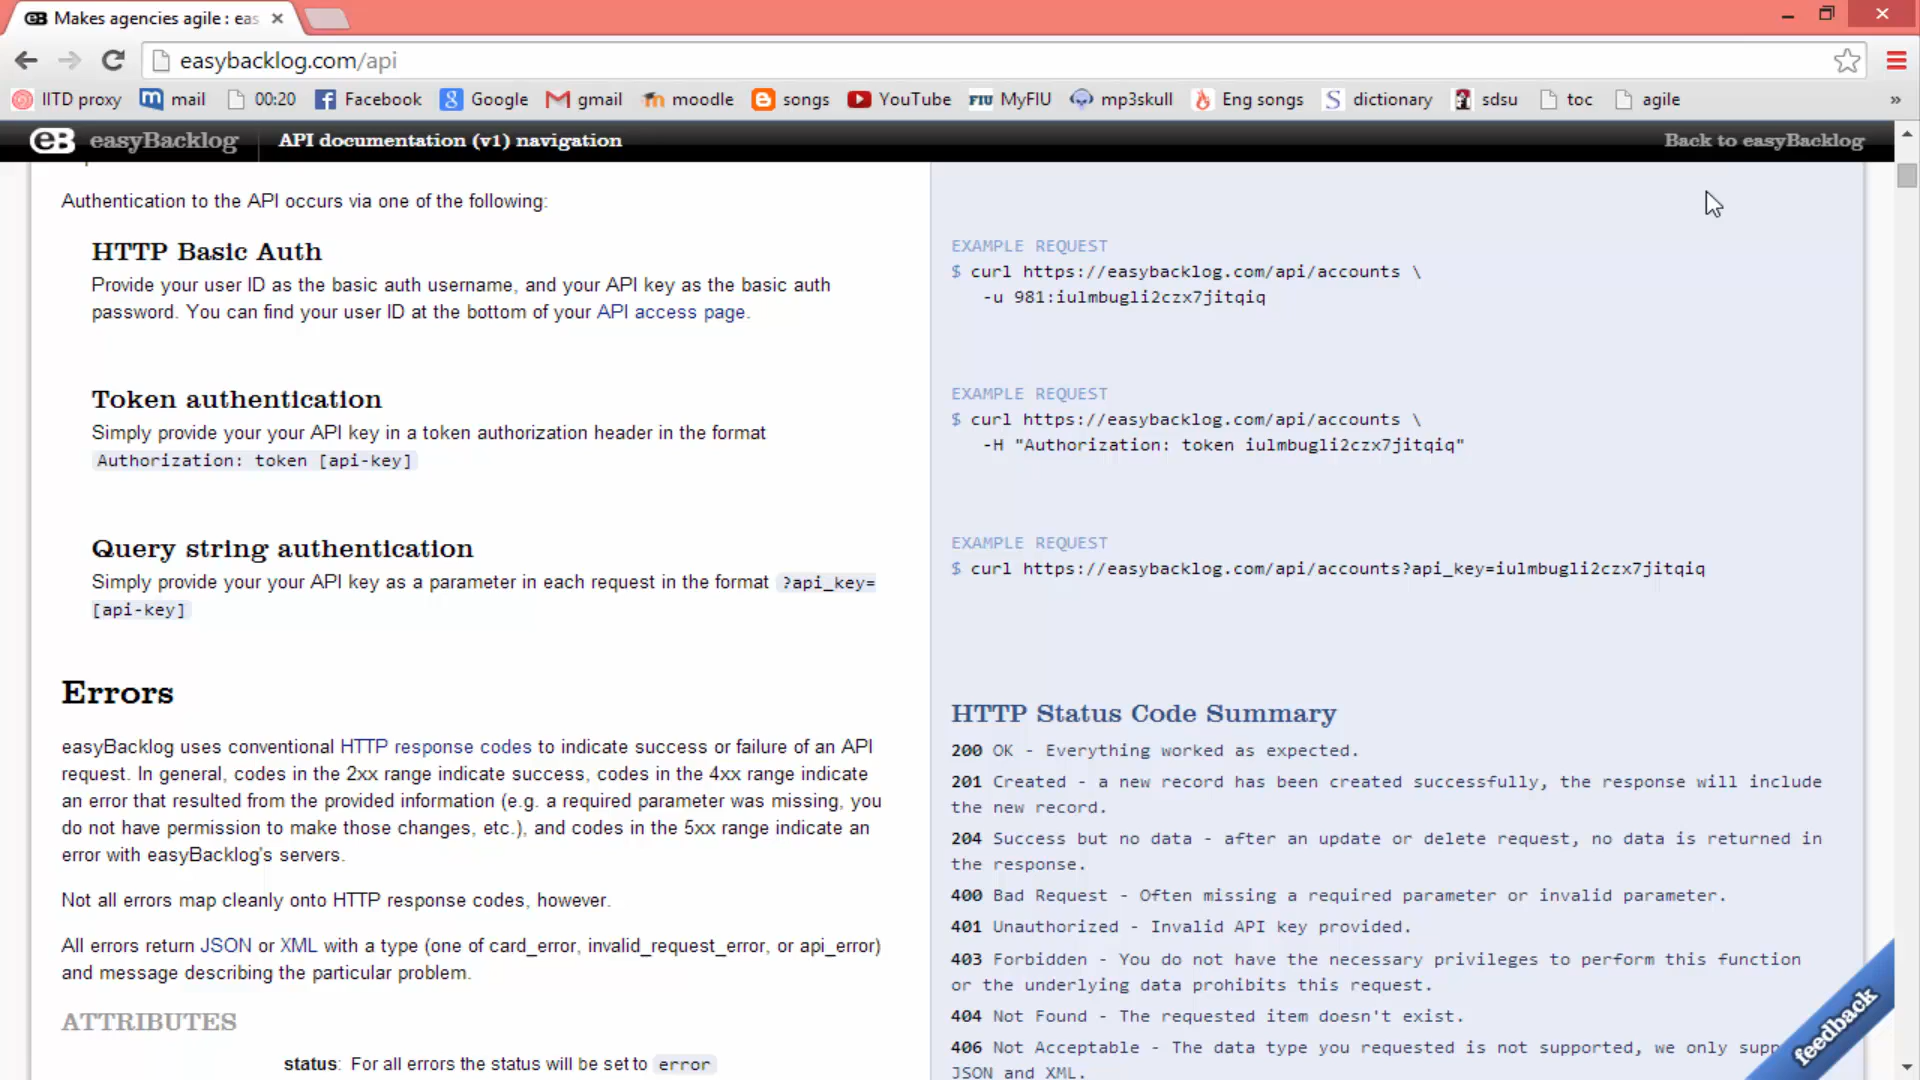 Makes agencies agile : eas
easybacklog.com/api
IITD proxy mail 00:20 Facebook Google gmail moodle songs YouTube MyFIU mp3skull Eng songs dictionary sdsu toc agile »
easyBacklog API documentation (v1) navigation Back to easyBacklog
Authentication to the API occurs via one of the following:
HTTP Basic Auth
Provide your user ID as the basic auth username, and your API key as the basic auth
password. You can find your user ID at the bottom of your API access page.
EXAMPLE REQUEST
$ curl https://easybacklog.com/api/accounts \
-u 981:iulmbugli2czx7jitqiq
Token authentication
Simply provide your your API key in a token authorization header in the format
Authorization: token [api-key]
EXAMPLE REQUEST
$ curl https://easybacklog.com/api/accounts \
-H "Authorization: token iulmbugli2czx7jitqiq"
Query string authentication
Simply provide your your API key as a parameter in each request in the format ?api_key=
[api-key]
EXAMPLE REQUEST
$ curl https://easybacklog.com/api/accounts?api_key=iulmbugli2czx7jitqiq
Errors
easyBacklog uses conventional HTTP response codes to indicate success or failure of an API
request. In general, codes in the 2xx range indicate success, codes in the 4xx range indicate
an error that resulted from the provided information (e.g. a required parameter was missing, you
do not have permission to make those changes, etc.), and codes in the 5xx range indicate an
error with easyBacklog's servers.
Not all errors map cleanly onto HTTP response codes, however.
All errors return JSON or XML with a type (one of card_error, invalid_request_error, or api_error)
and message describing the particular problem.
ATTRIBUTES
status: For all errors the status will be set to error
HTTP Status Code Summary
200 OK - Everything worked as expected.
201 Created - a new record has been created successfully, the response will include
the new record.
204 Success but no data - after an update or delete request, no data is returned in
the response.
400 Bad Request - Often missing a required parameter or invalid parameter.
401 Unauthorized - Invalid API key provided.
403 Forbidden - You do not have the necessary privileges to perform this function
or the underlying data prohibits this request.
404 Not Found - The requested item doesn't exist.
406 Not Acceptable - The data type you requested is not supported, we only supp
JSON and XML.
feedback